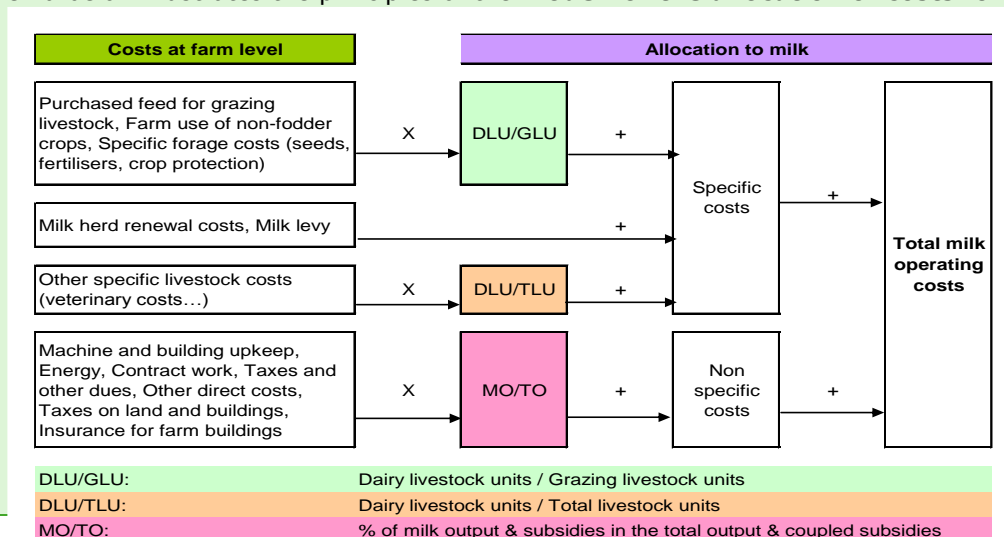 Costs at farm level
Allocation to milk
Purchased feed for grazing
livestock, Farm use of non-fodder
crops, Specific forage costs (seeds,
fertilisers, crop protection)
X
DLU/GLU
+
Milk herd renewal costs, Milk levy
+
Other specific livestock costs
(veterinary costs…)
X
DLU/TLU
+
Specific
costs
+
Machine and building upkeep,
Energy, Contract work, Taxes and
other dues, Other direct costs,
Taxes on land and buildings,
Insurance for farm buildings
X
MO/TO
+
Non
specific
costs
+
Total milk
operating
costs
DLU/GLU: Dairy livestock units / Grazing livestock units
DLU/TLU: Dairy livestock units / Total livestock units
MO/TO: % of milk output & subsidies in the total output & coupled subsidies